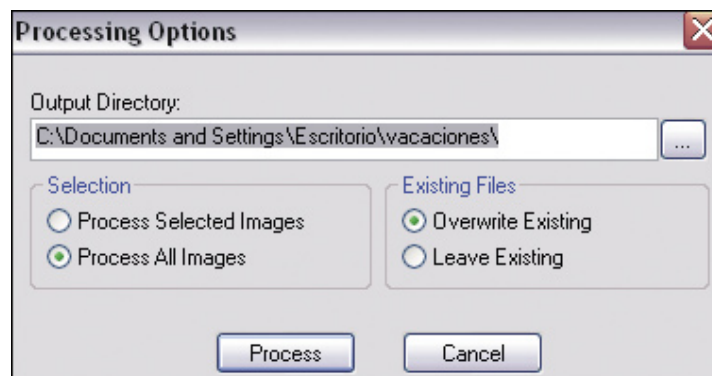 Processing Options
Output Directory:
C:\Documents and Settings\Escritorio\vacaciones\
...
Selection
Existing Files
Process Selected Images
Overwrite Existing
Process All Images
Leave Existing
Process
Cancel